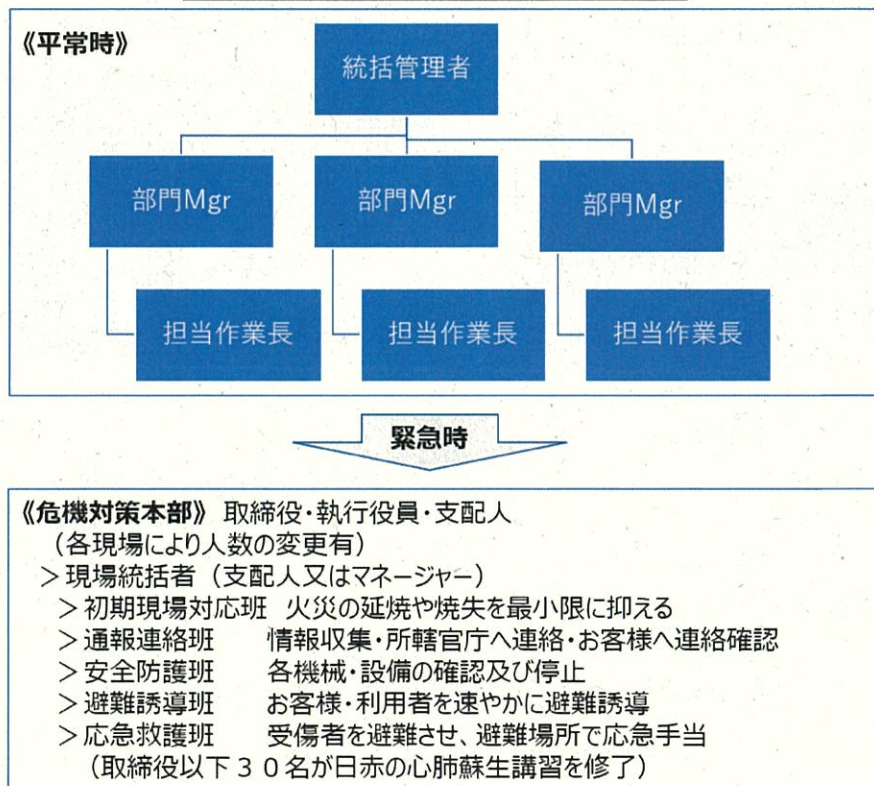 《平常時》
統括管理者
部門Mgr
部門Mgr
部門Mgr
担当作業長
担当作業長
担当作業長
緊急時
《危機対策本部》 取締役・執行役員・支配人
（各現場により人数の変更有）
＞現場統括者（支配人又はマネージャー）
＞初期現場対応班 火災の延焼や焼失を最小限に抑える
＞通報連絡班 情報収集・所轄官庁へ連絡・お客様へ連絡確認
＞安全防護班 各機械・設備の確認及び停止
＞避難誘導班 お客様・利用者を速やかに避難誘導
＞応急救護班 受傷者を避難させ、避難場所で応急手当
（取締役以下３０名が日赤の心肺蘇生講習を修了）